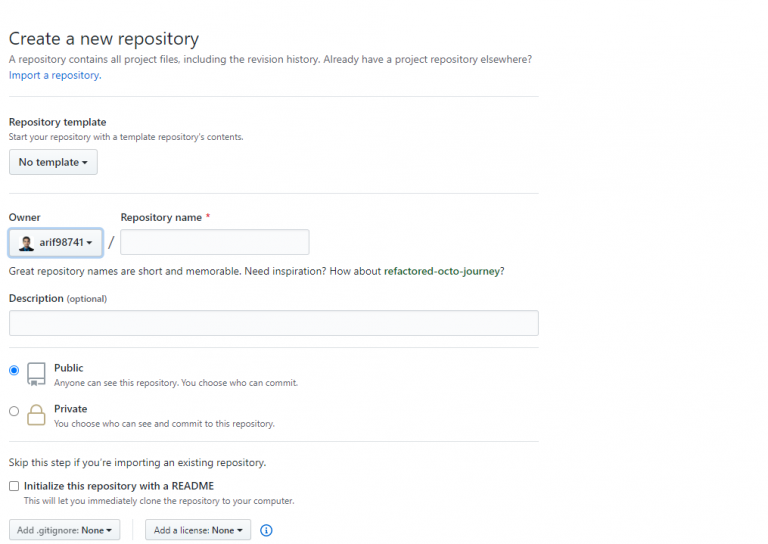 Create a new repository
A repository contains all project files, including the revision history. Already have a project repository elsewhere?
Import a repository.
Repository template
Start your repository with a template repository's contents.
No template
Owner
Repository name *
arif98741 /
Great repository names are short and memorable. Need inspiration? How about refactored-octo-journey?
Description (optional)
Public
Anyone can see this repository. You choose who can commit.
Private
You choose who can see and commit to this repository.
Skip this step if you're importing an existing repository.
Initialize this repository with a README
This will let you immediately clone the repository to your computer.
Add .gitignore: None
Add a license: None